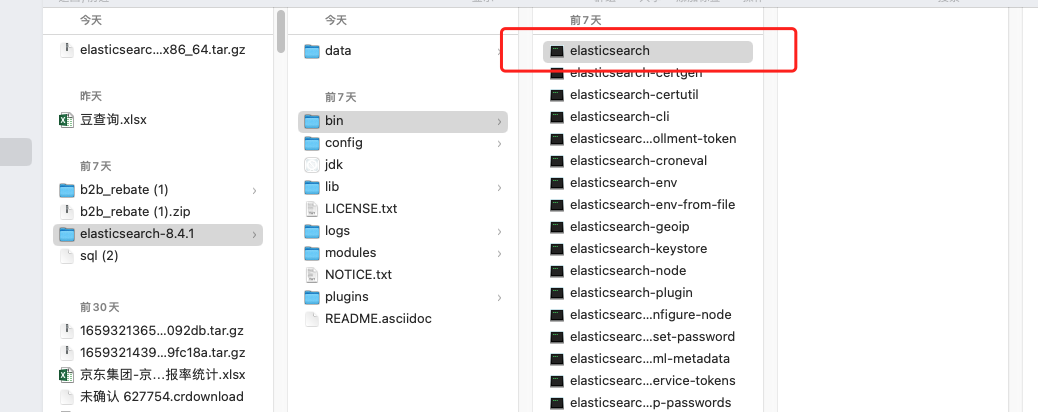 今天
elasticsearc...x86_64.tar.gz
昨天
豆查询.xlsx
前7天
b2b_rebate (1)
b2b_rebate (1).zip
elasticsearch-8.4.1
sql (2)
前30天
1659321365...092db.tar.gz
1659321439...9fc18a.tar.gz
京东集团-京...报率统计.xlsx
未确认 627754.crdownload
今天
data
前7天
bin
config
jdk
lib
LICENSE.txt
logs
modules
NOTICE.txt
plugins
README.asciidoc
前7天
elasticsearch
elasticsearch-certgen
elasticsearch-certutil
elasticsearch-cli
elasticsearc...ollment-token
elasticsearch-croneval
elasticsearch-env
elasticsearch-env-from-file
elasticsearch-geoip
elasticsearch-keystore
elasticsearch-node
elasticsearch-plugin
elasticsearc...nfigure-node
elasticsearc...set-password
elasticsearc...ml-metadata
elasticsearc...ervice-tokens
elasticsearc...p-passwords